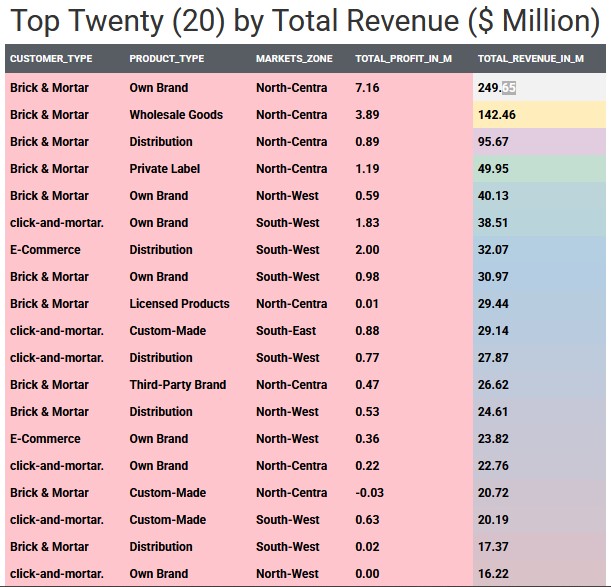 Top Twenty (20) by Total Revenue ($ Million)
CUSTOMER_TYPE PRODUCT_TYPE MARKETS_ZONE TOTAL_PROFIT_IN_M TOTAL_REVENUE_IN_M
Brick & Mortar Own Brand North-Centra 7.16 249.65
Brick & Mortar Wholesale Goods North-Centra 3.89 142.46
Brick & Mortar Distribution North-Centra 0.89 95.67
Brick & Mortar Private Label North-Centra 1.19 49.95
Brick & Mortar Own Brand North-West 0.59 40.13
click-and-mortar. Own Brand South-West 1.83 38.51
E-Commerce Distribution South-West 2.00 32.07
Brick & Mortar Own Brand South-West 0.98 30.97
Brick & Mortar Licensed Products North-Centra 0.01 29.44
click-and-mortar. Custom-Made South-East 0.88 29.14
click-and-mortar. Distribution South-West 0.77 27.87
Brick & Mortar Third-Party Brand North-Centra 0.47 26.62
Brick & Mortar Distribution North-West 0.53 24.61
E-Commerce Own Brand North-West 0.36 23.82
click-and-mortar. Own Brand North-Centra 0.22 22.76
Brick & Mortar Custom-Made North-Centra -0.03 20.72
click-and-mortar. Custom-Made South-West 0.63 20.19
Brick & Mortar Distribution South-West 0.02 17.37
click-and-mortar. Own Brand North-West 0.00 16.22